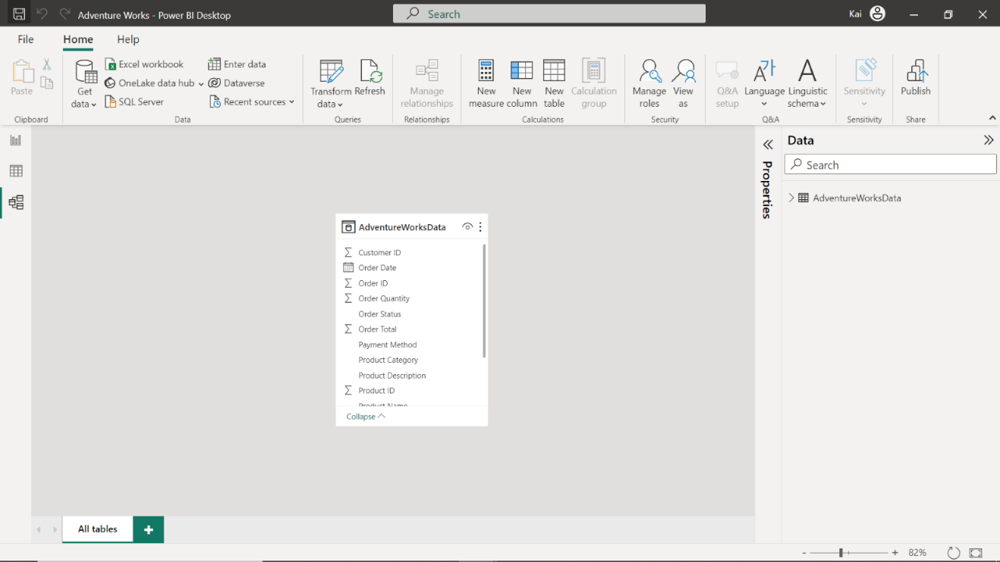 Adventure Works - Power BI Desktop
Search
Kai
File
Home
Help
Paste
Clipboard
Get data
Excel workbook
OneLake data hub
SQL Server
Enter data
Dataverse
Recent sources
Data
Transform data
Refresh
Queries
Manage relationships
Relationships
New measure
New column
New table
Calculation group
Calculations
Manage roles
View as
Security
Q&A setup
Language
Linguistic schema
Q&A
Sensitivity
Sensitivity
Publish
Share
AdventureWorksData
Customer ID
Order Date
Order ID
Order Quantity
Order Status
Order Total
Payment Method
Product Category
Product Description
Product ID
Product Name
Collapse
Properties
Data
Search
AdventureWorksData
All tables
- + 82%